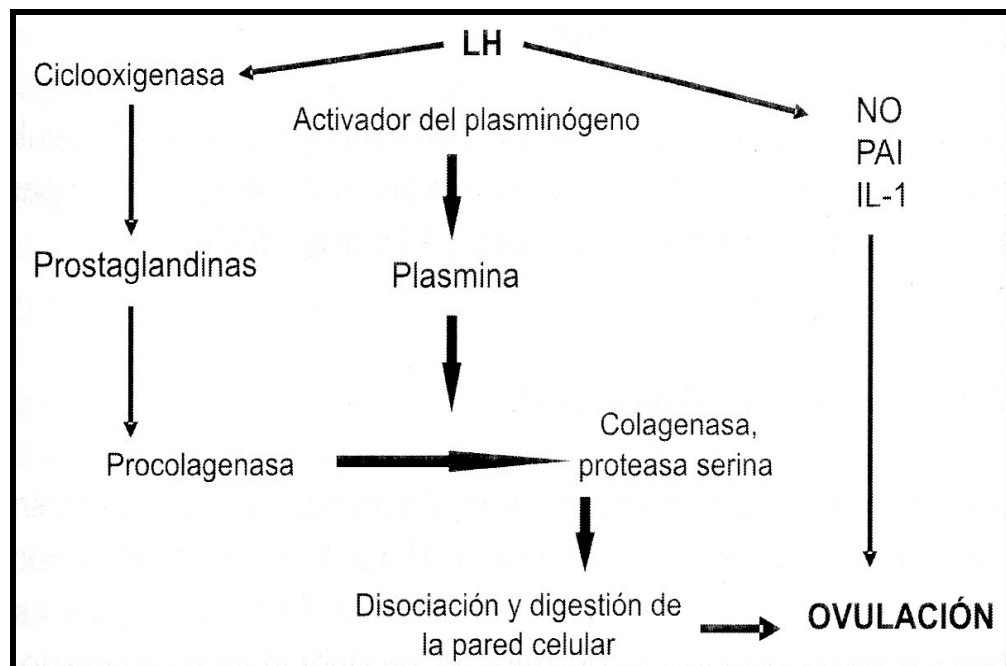 LH
Ciclooxigenasa
Activador del plasminógeno
NO
PAI
IL-1
Prostaglandinas
Plasmina
Procolagenasa
Colagenasa,
proteasa serina
Disociación y digestión de
la pared celular
OVULACIÓN